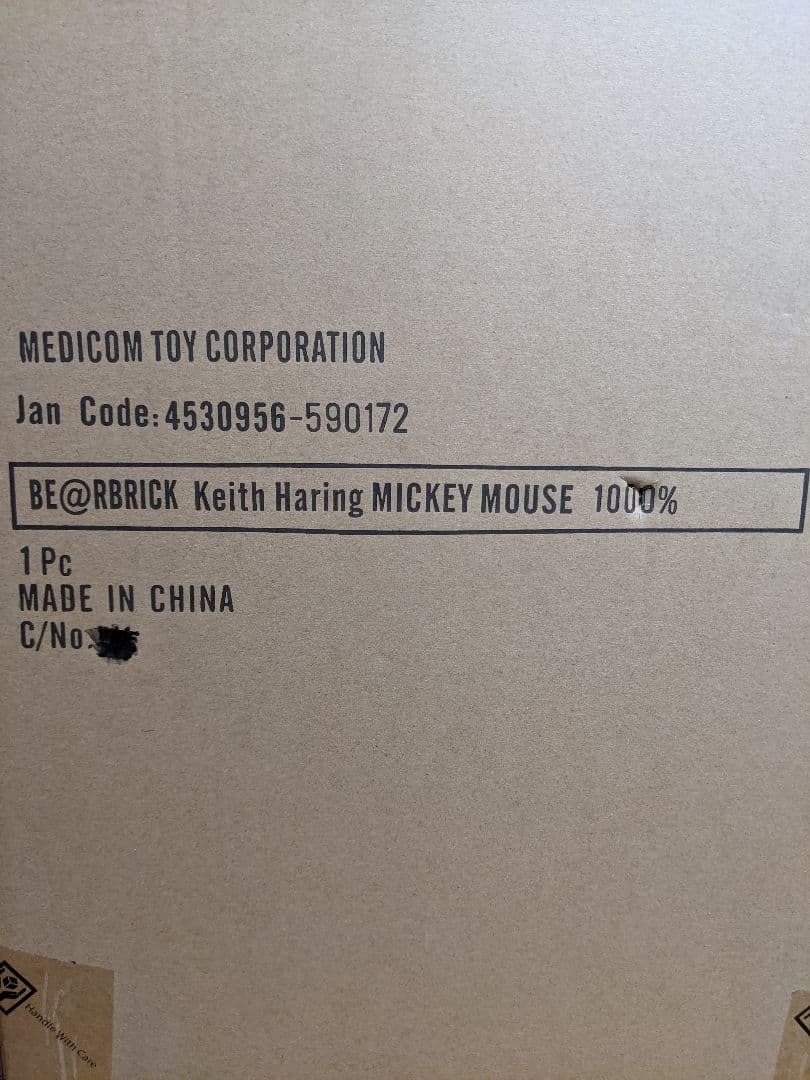 MEDICOM TOY CORPORATION
Jan Code:4530956-590172
BE@RBRICK Keith Haring MICKEY MOUSE 1000%
1 Pc
MADE IN CHINA
C/No.
Handle With Care